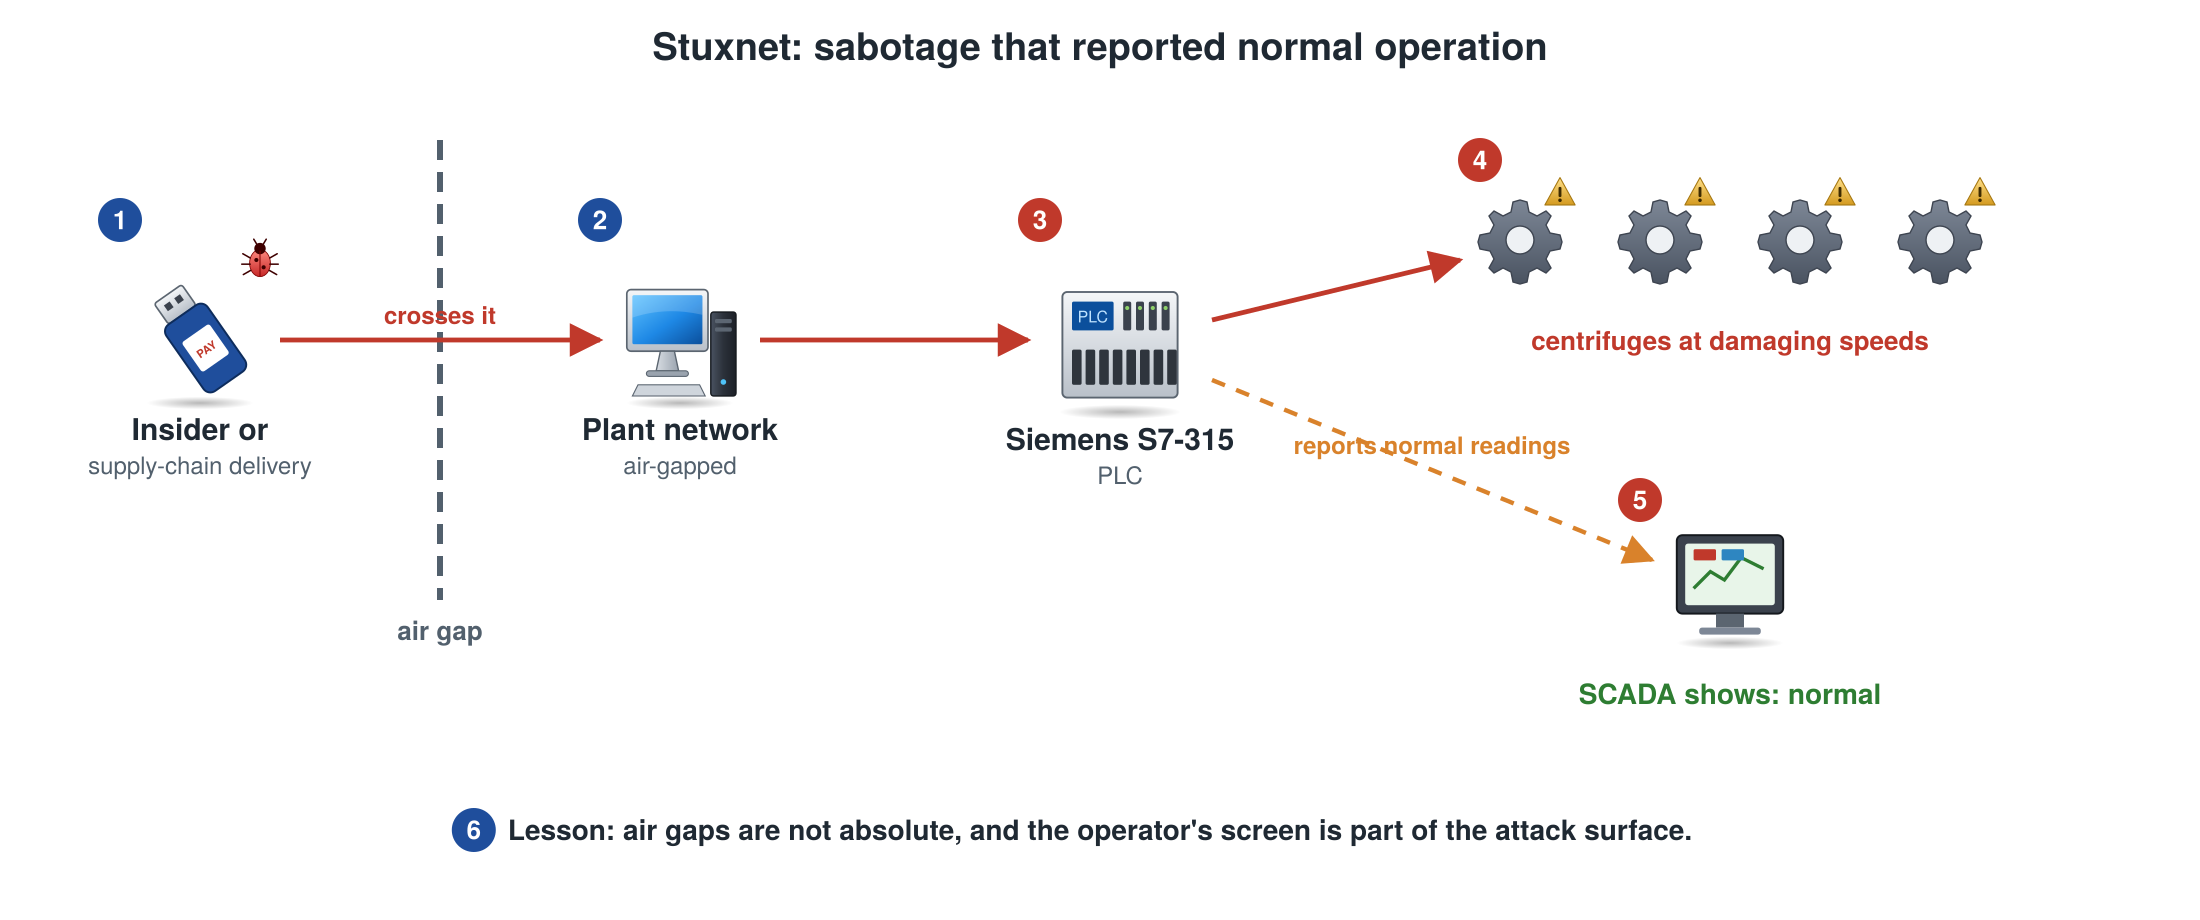 Stuxnet: sabotage that reported normal operation
1
PAY
Insider or
supply-chain delivery
crosses it
air gap
2
Plant network
air-gapped
3
PLC
Siemens S7-315
PLC
4
centrifuges at damaging speeds
reports normal readings
5
SCADA shows: normal
6 Lesson: air gaps are not absolute, and the operator's screen is part of the attack surface.